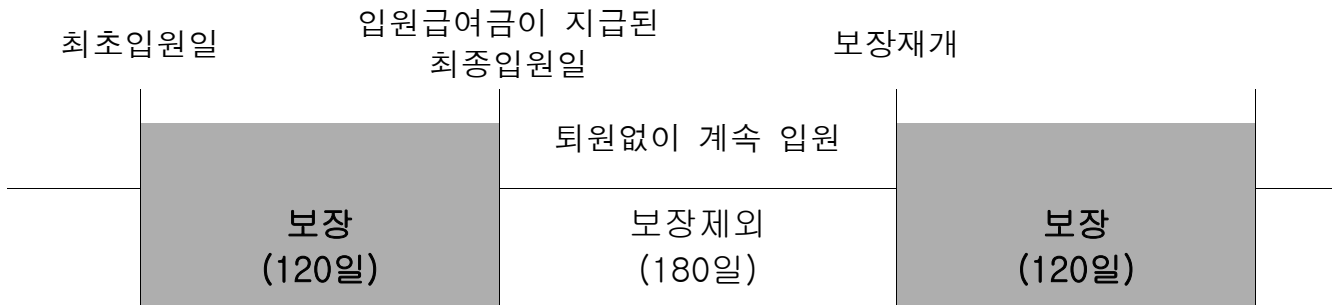 최초입원일
입원급여금이 지급된
최종입원일
보장재개
퇴원없이 계속 입원
보장
(120일)
보장제외
(180일)
보장
(120일)